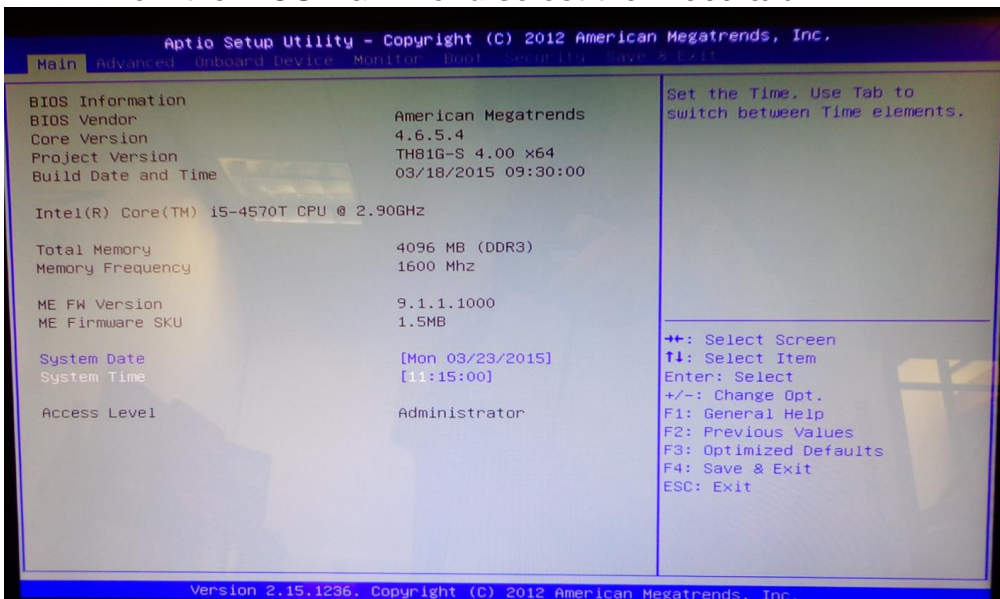 Aptio Setup Utility - Copyright (C) 2012 American Megatrends, Inc.
Main Advanced Onboard Device Monitor Boot Security Save & Exit
BIOS Information
BIOS Vendor American Megatrends
Core Version 4.6.5.4
Project Version TH81G-S 4.00 x64
Build Date and Time 03/18/2015 09:30:00
Intel(R) Core(TM) i5-4570T CPU @ 2.90GHz
Total Memory 4096 MB (DDR3)
Memory Frequency 1600 Mhz
ME FW Version 9.1.1.1000
ME Firmware SKU 1.5MB
System Date [Mon 03/23/2015]
System Time [11:15:00]
Access Level Administrator
Set the Time. Use Tab to
switch between Time elements.
→←: Select Screen
↑↓: Select Item
Enter: Select
+/-: Change Opt.
F1: General Help
F2: Previous Values
F3: Optimized Defaults
F4: Save & Exit
ESC: Exit
Version 2.15.1236. Copyright (C) 2012 American Megatrends, Inc.